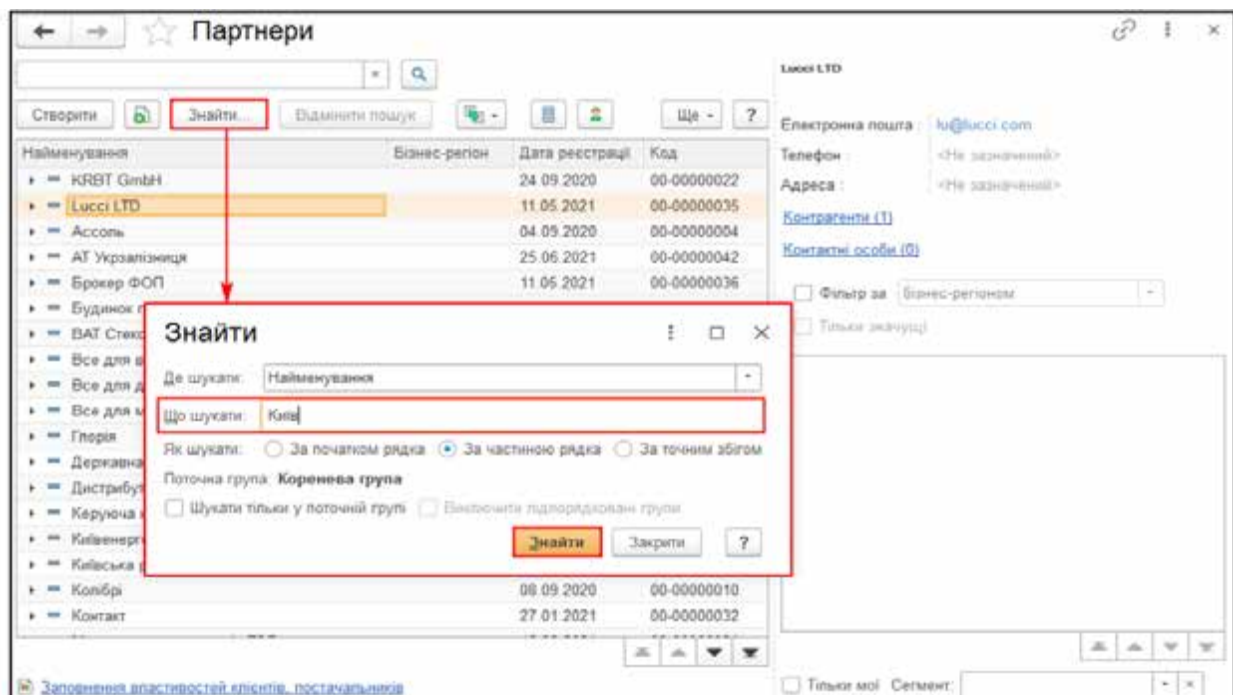 Партнери
Lucci LTD
Створити Знайти... Відмінити пошук Ще ?
Електронна пошта : lu@lucci.com
Телефон : <Не зазначений>
Адреса : <Не зазначений>
Контрагенти (1)
Контактні особи (0)
Фільтр за Бізнес-регіоном
Тільки значущі
Найменування Бізнес-регіон Дата реєстрації Код
KRBT GmbH 24.09.2020 00-00000022
Lucci LTD 11.05.2021 00-00000035
Ассоль 04.09.2020 00-00000004
АТ Укрзалізниця 25.06.2021 00-00000042
Брокер ФОП 11.05.2021 00-00000036
Будинок
ВАТ
Все для
Все для
Все для
Глорія
Державна
Керуюча
Київська
Колібрі 08.09.2020 00-00000010
Контакт 27.01.2021 00-00000032
Знайти
Де шукати: Найменування
Що шукати: Київ
Як шукати: За початком рядка За частиною рядка За точним збігом
Поточна група: Коренева група
Шукати тільки у поточній групі Виключити підпорядковані групи
Знайти Закрити ?
Заповнення властивостей клієнтів, постачальників
Тільки мої Сегмент: